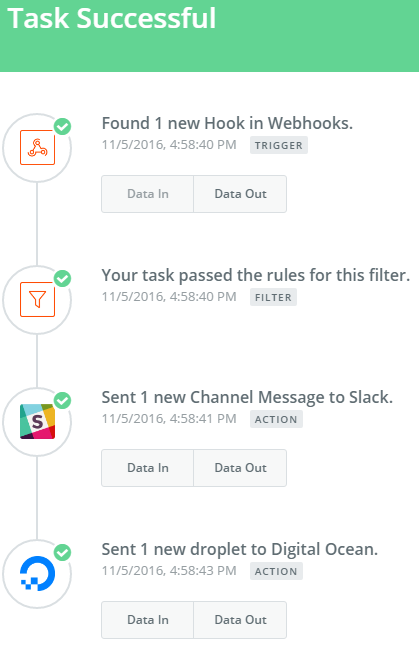 Task Successful
Found 1 new Hook in Webhooks.
11/5/2016, 4:58:40 PM TRIGGER
Data In Data Out
Your task passed the rules for this filter.
11/5/2016, 4:58:40 PM FILTER
S
Sent 1 new Channel Message to Slack.
11/5/2016, 4:58:41 PM ACTION
Data In Data Out
Sent 1 new droplet to Digital Ocean.
11/5/2016, 4:58:43 PM ACTION
Data In Data Out